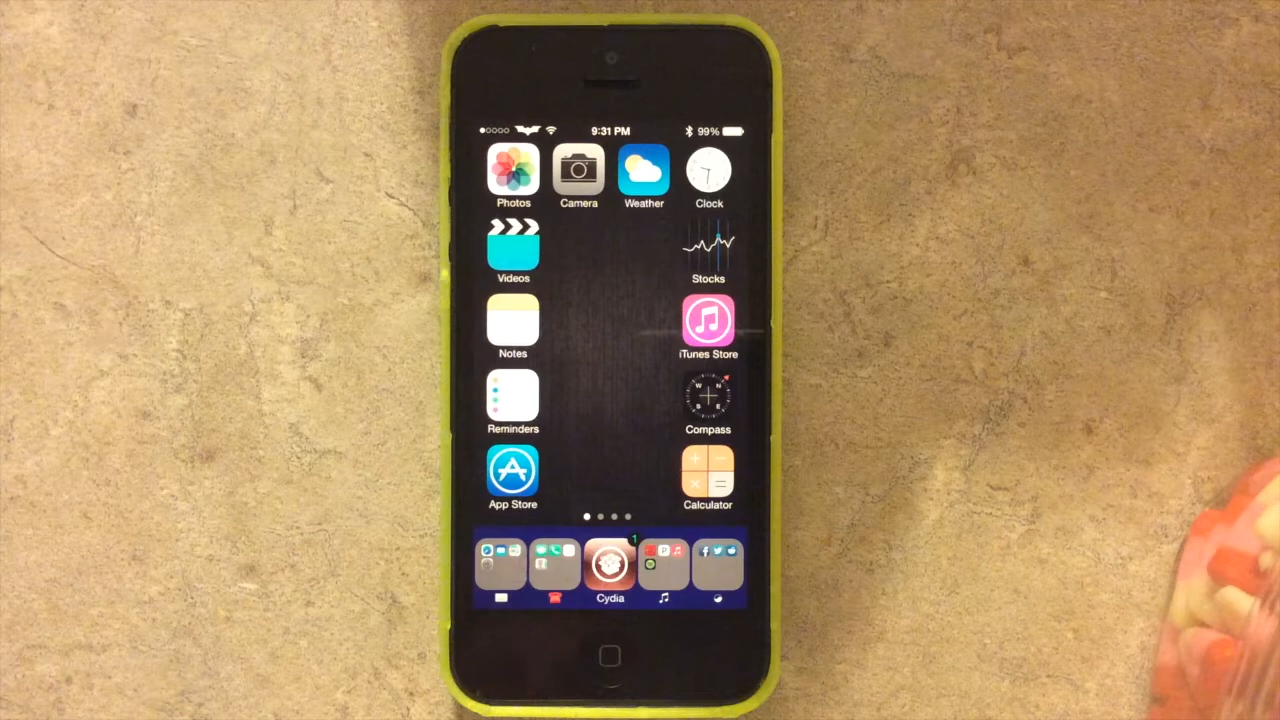 9:31 PM 99%
Photos Camera Weather Clock
Videos Stocks
Notes iTunes Store
W N
S E
Reminders Compass
App Store Calculator
1
Cydia